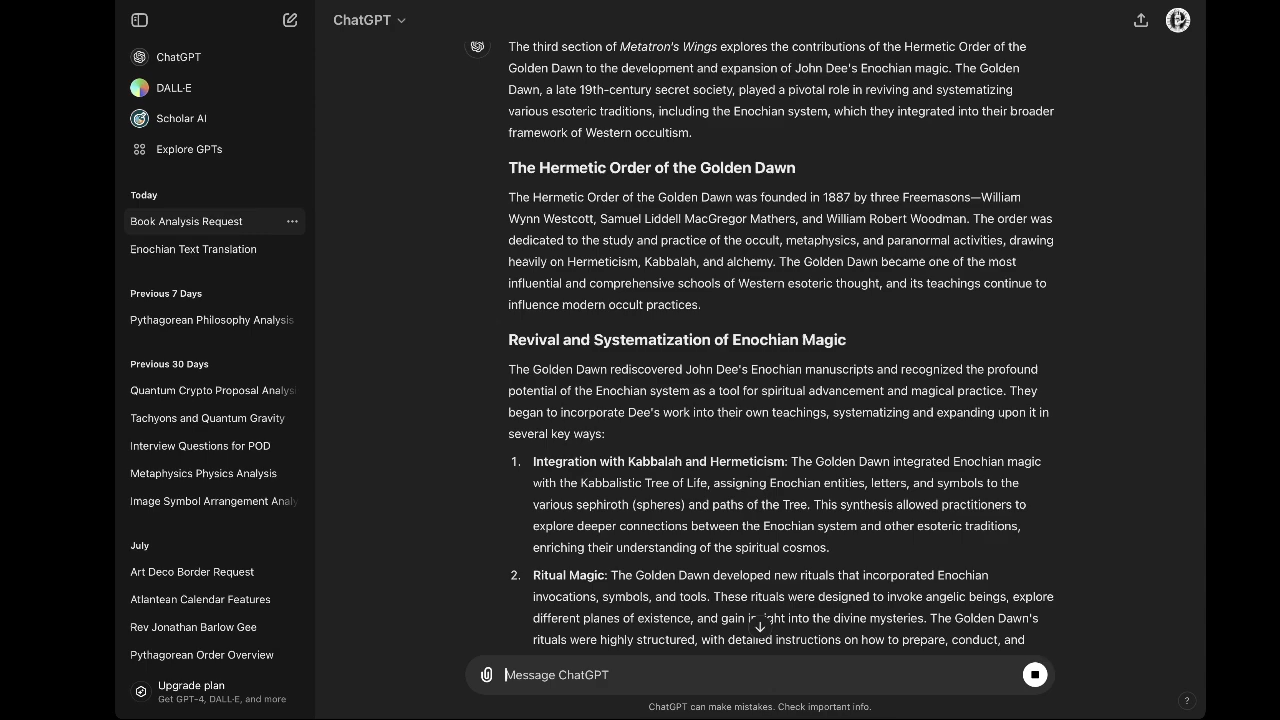 ChatGPT
ChatGPT
DALL·E
Scholar AI
Explore GPTs
Today
Book Analysis Request
Enochian Text Translation
Previous 7 Days
Pythagorean Philosophy Analysis
Previous 30 Days
Quantum Crypto Proposal Analysi
Tachyons and Quantum Gravity
Interview Questions for POD
Metaphysics Physics Analysis
Image Symbol Arrangement Analy
July
Art Deco Border Request
Atlantean Calendar Features
Rev Jonathan Barlow Gee
Pythagorean Order Overview
Upgrade plan
Get GPT-4, DALL·E, and more
The third section of Metatron's Wings explores the contributions of the Hermetic Order of the
Golden Dawn to the development and expansion of John Dee's Enochian magic. The Golden
Dawn, a late 19th-century secret society, played a pivotal role in reviving and systematizing
various esoteric traditions, including the Enochian system, which they integrated into their broader
framework of Western occultism.
The Hermetic Order of the Golden Dawn
The Hermetic Order of the Golden Dawn was founded in 1887 by three Freemasons—William
Wynn Westcott, Samuel Liddell MacGregor Mathers, and William Robert Woodman. The order was
dedicated to the study and practice of the occult, metaphysics, and paranormal activities, drawing
heavily on Hermeticism, Kabbalah, and alchemy. The Golden Dawn became one of the most
influential and comprehensive schools of Western esoteric thought, and its teachings continue to
influence modern occult practices.
Revival and Systematization of Enochian Magic
The Golden Dawn rediscovered John Dee's Enochian manuscripts and recognized the profound
potential of the Enochian system as a tool for spiritual advancement and magical practice. They
began to incorporate Dee's work into their own teachings, systematizing and expanding upon it in
several key ways:
1. Integration with Kabbalah and Hermeticism: The Golden Dawn integrated Enochian magic
with the Kabbalistic Tree of Life, assigning Enochian entities, letters, and symbols to the
various sephiroth (spheres) and paths of the Tree. This synthesis allowed practitioners to
explore deeper connections between the Enochian system and other esoteric traditions,
enriching their understanding of the spiritual cosmos.
2. Ritual Magic: The Golden Dawn developed new rituals that incorporated Enochian
invocations, symbols, and tools. These rituals were designed to invoke angelic beings, explore
different planes of existence, and gain insight into the divine mysteries. The Golden Dawn's
rituals were highly structured, with detailed instructions on how to prepare, conduct, and
Message ChatGPT
ChatGPT can make mistakes. Check important info.
?